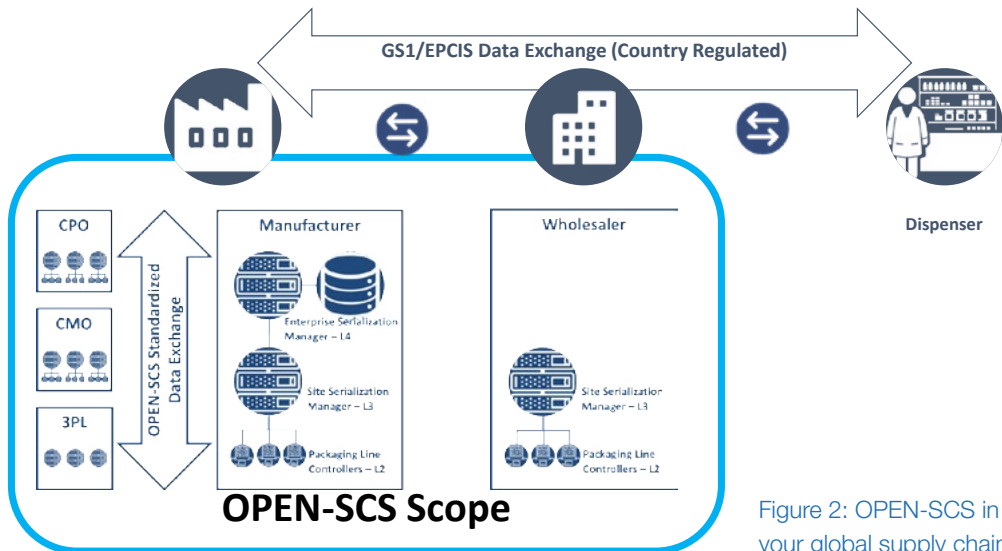 GS1/EPCIS Data Exchange (Country Regulated)
Dispenser
CPO
CMO
3PL
OPEN-SCS Standardized
Data Exchange
Manufacturer
Enterprise Serialization
Manager – L4
Site Serialization
Manager – L3
Packaging Line
Controllers – L2
Wholesaler
Site Serialization
Manager – L3
Packaging Line
Controllers – L2
OPEN-SCS Scope
Figure 2: OPEN-SCS in
your global supply chain